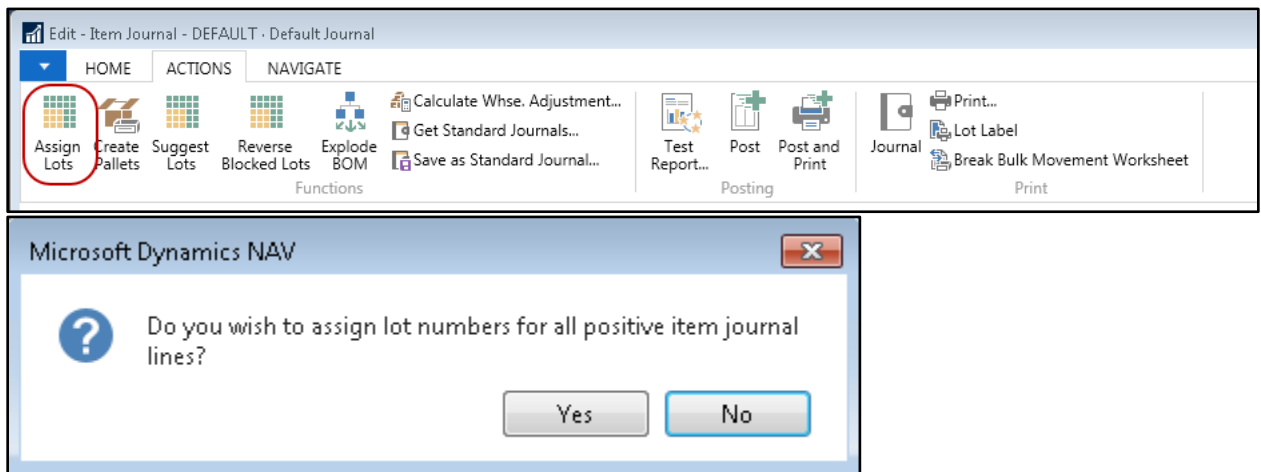 Edit - Item Journal - DEFAULT · Default Journal
HOME ACTIONS NAVIGATE
Assign Lots
Create Pallets
Suggest Lots
Reverse Blocked Lots
Explode BOM
Calculate Whse. Adjustment...
Get Standard Journals...
Save as Standard Journal...
Functions
Test Report...
Post
Post and Print
Posting
Journal
Print...
Lot Label
Break Bulk Movement Worksheet
Print
Microsoft Dynamics NAV
Do you wish to assign lot numbers for all positive item journal
lines?
Yes No